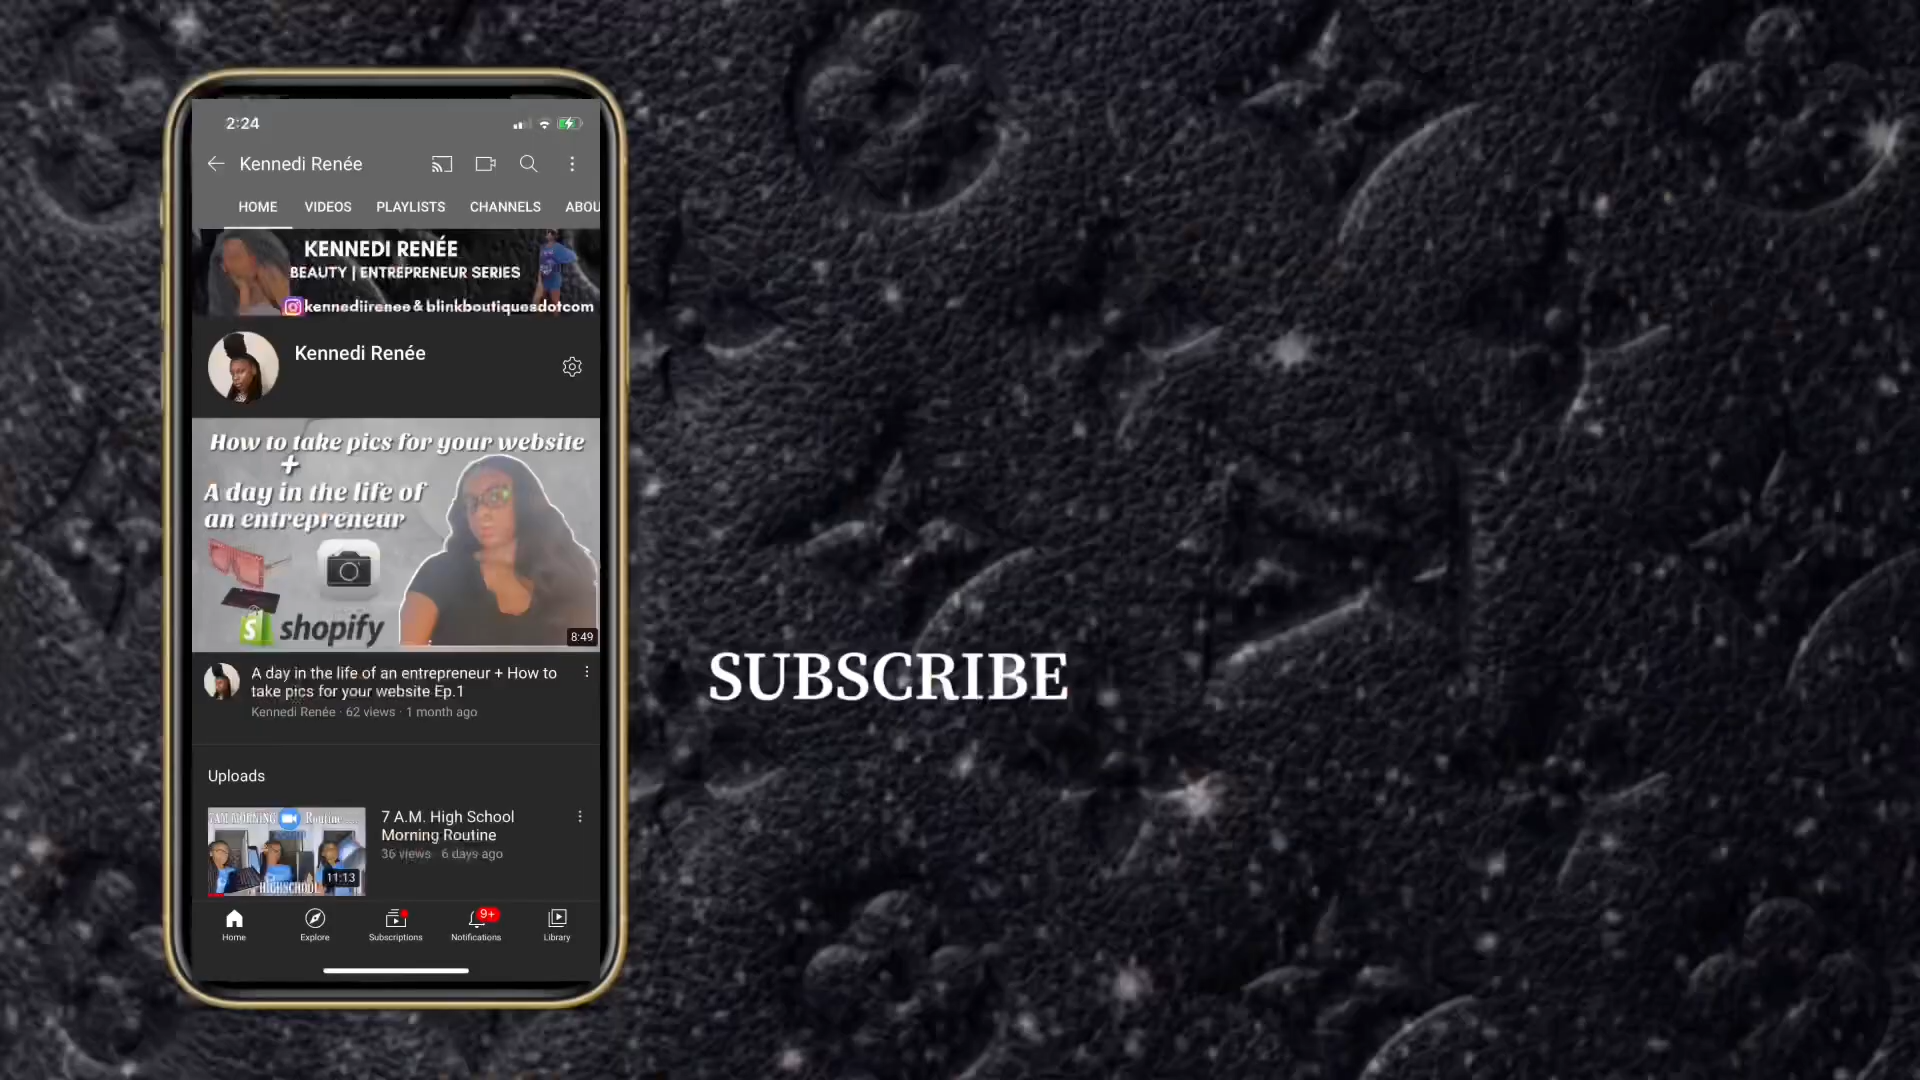 2:24
Kennedi Renée
HOME VIDEOS PLAYLISTS CHANNELS ABOU
KENNEDI RENÉE
BEAUTY | ENTREPRENEUR SERIES
kennediirenee & blinkboutiquesdotcom
Kennedi Renée
How to take pics for your website
+
A day in the life of
an entrepreneur
shopify
8:49
A day in the life of an entrepreneur + How to
take pics for your website Ep.1
Kennedi Renée · 62 views · 1 month ago
SUBSCRIBE
Uploads
7AM MORNING Routine
HIGHSCHOOL
11:13
7 A.M. High School
Morning Routine
36 views · 6 days ago
9+
Home Explore Subscriptions Notifications Library